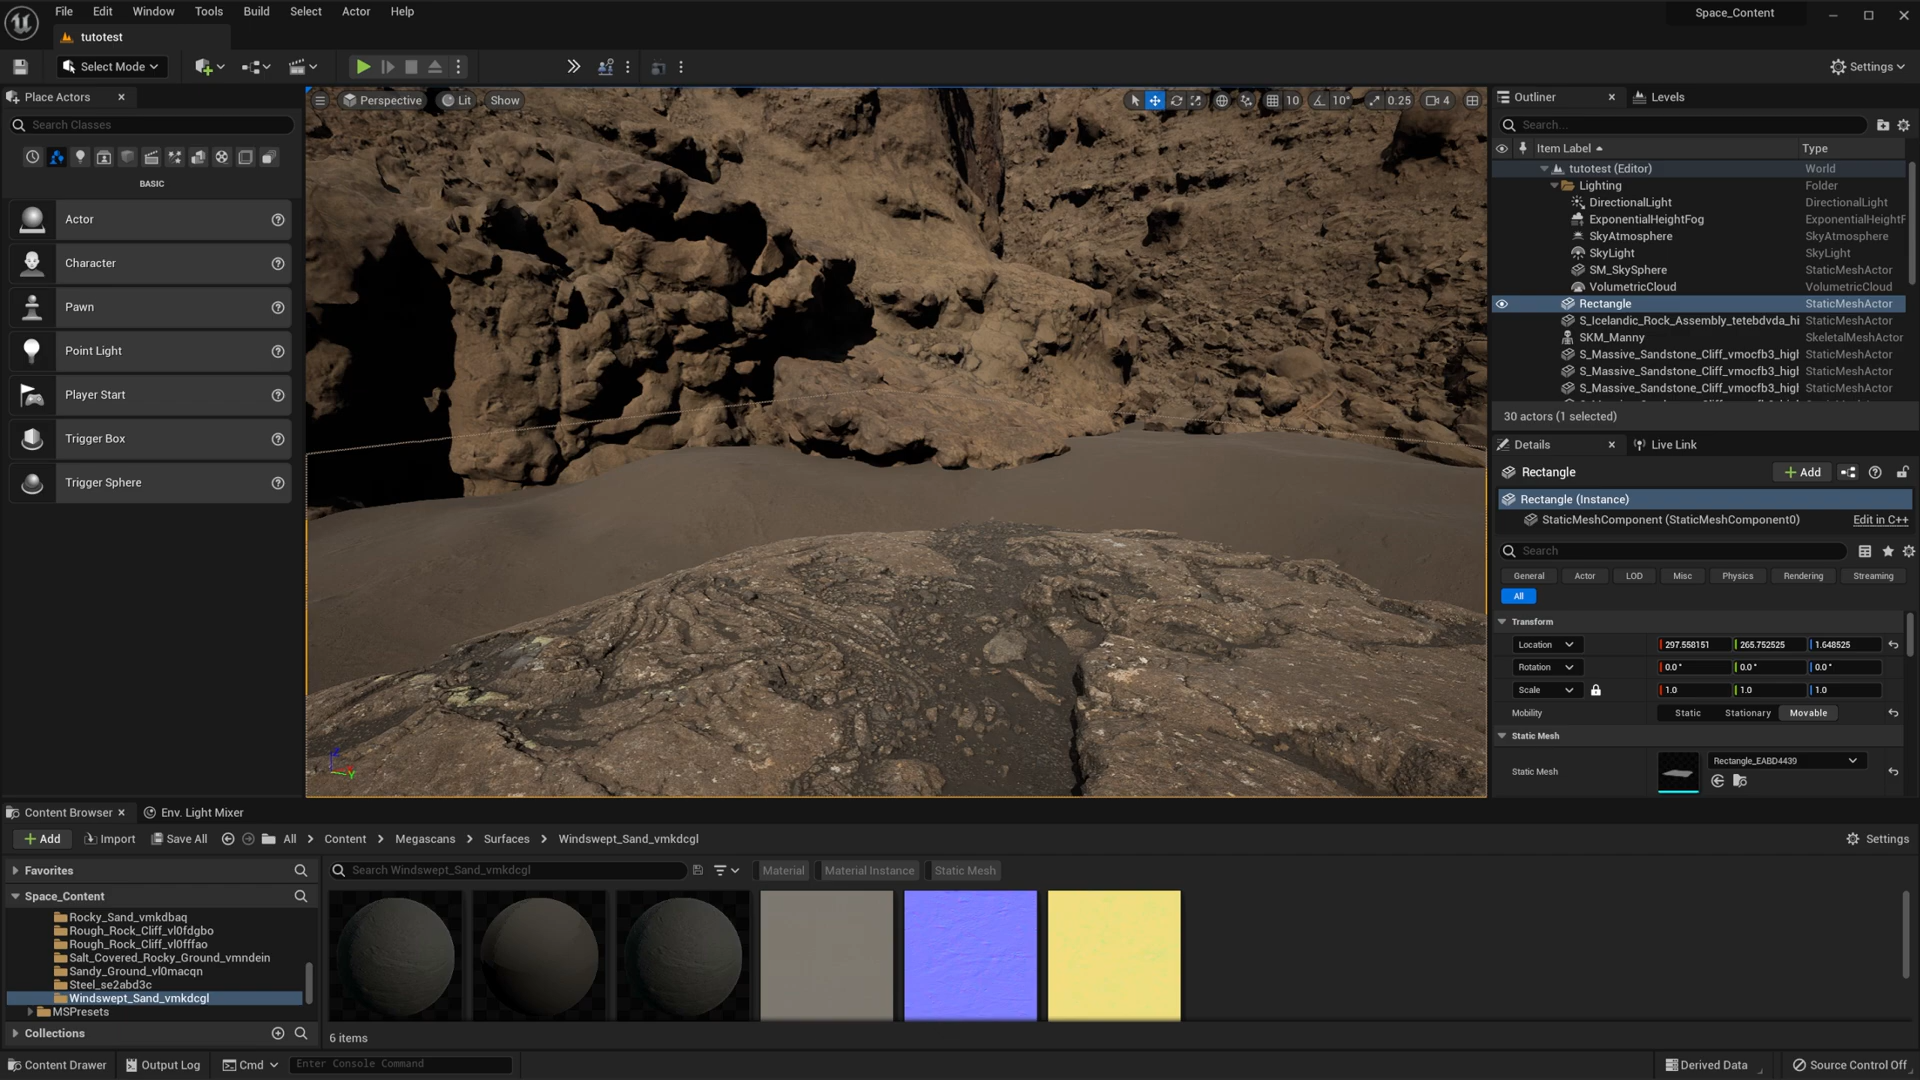 File Edit Window Tools Build Select Actor Help
Space_Content
tutotest
Select Mode
Settings
Place Actors
Search Classes
BASIC
Actor
Character
Pawn
Point Light
Player Start
Trigger Box
Trigger Sphere
Perspective Lit Show
10 10° 0.25 4
Outliner Levels
Search...
Item Label Type
tutotest (Editor) World
Lighting Folder
DirectionalLight DirectionalLight
ExponentialHeightFog ExponentialHeightF
SkyAtmosphere SkyAtmosphere
SkyLight SkyLight
SM_SkySphere StaticMeshActor
VolumetricCloud VolumetricCloud
Rectangle StaticMeshActor
S_Icelandic_Rock_Assembly_tetebdvda_hi StaticMeshActor
SKM_Manny SkeletalMeshActor
S_Massive_Sandstone_Cliff_vmocfb3_high StaticMeshActor
S_Massive_Sandstone_Cliff_vmocfb3_high StaticMeshActor
S_Massive_Sandstone_Cliff_vmocfb3_high StaticMeshActor
30 actors (1 selected)
Details Live Link
Rectangle
Add
Rectangle (Instance)
StaticMeshComponent (StaticMeshComponent0) Edit in C++
Search
General Actor LOD Misc Physics Rendering Streaming
All
Transform
Location 297.558151 265.752525 1.648525
Rotation 0.0° 0.0° 0.0°
Scale 1.0 1.0 1.0
Mobility Static Stationary Movable
Static Mesh
Static Mesh Rectangle_EABD4439
Content Browser Env. Light Mixer
Add Import Save All All Content Megascans Surfaces Windswept_Sand_vmkdcgl Settings
Favorites
Search Windswept_Sand_vmkdcgl
Material Material Instance Static Mesh
Space_Content
Rocky_Sand_vmkdbaq
Rough_Rock_Cliff_vl0fdgbo
Rough_Rock_Cliff_vl0fffao
Salt_Covered_Rocky_Ground_vmndein
Sandy_Ground_vl0macqn
Steel_se2abd3c
Windswept_Sand_vmkdcgl
MSPresets
Collections
6 items
Content Drawer Output Log Cmd Enter Console Command
Derived Data Source Control Off